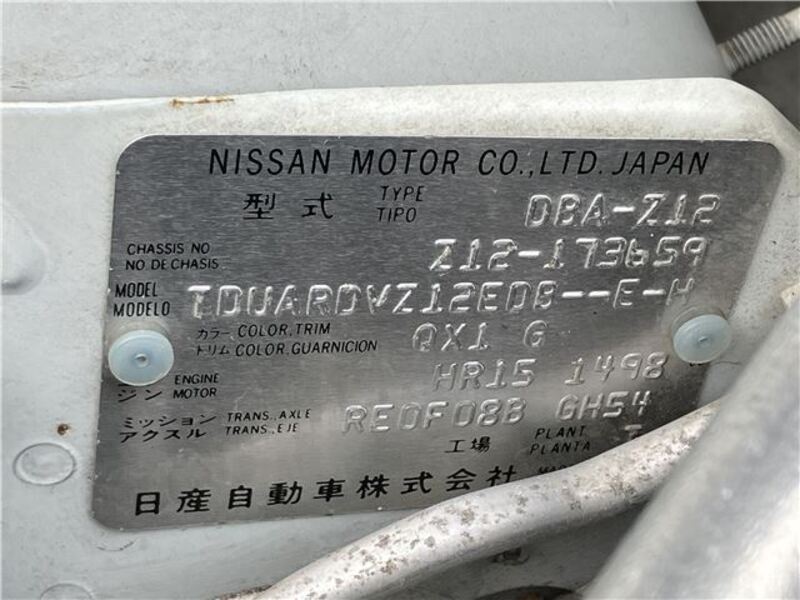 NISSAN MOTOR CO., LTD. JAPAN
型式 TYPE TIPO DBA-Z12
CHASSIS NO
NO DE CHASIS Z12-173659
MODEL
MODELO TDUARDVZ12EDB--E-H
カラー COLOR, TRIM
トリム COLOR, GUARNICION QX1 G
ENGINE
ジン MOTOR HR15 1498
ミッション TRANS., AXLE
アクスル TRANS., EJE RE0F08B GH54
工場 PLANT
PLANTA
日産自動車株式会社